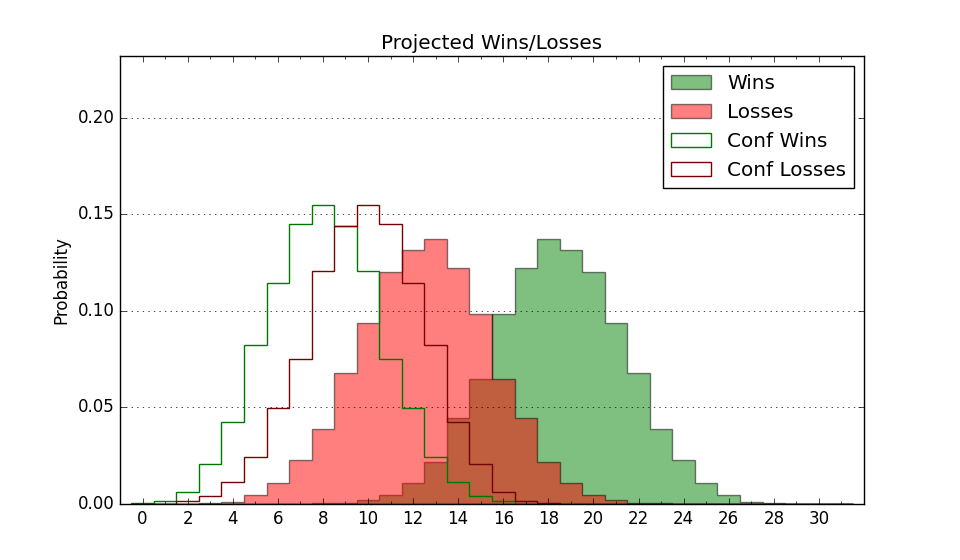 Projected Wins/Losses
Wins
Losses
Conf Wins
Conf Losses
Probability
0.20
0.15
0.10
0.05
0.00
0 2 4 6 8 10 12 14 16 18 20 22 24 26 28 30